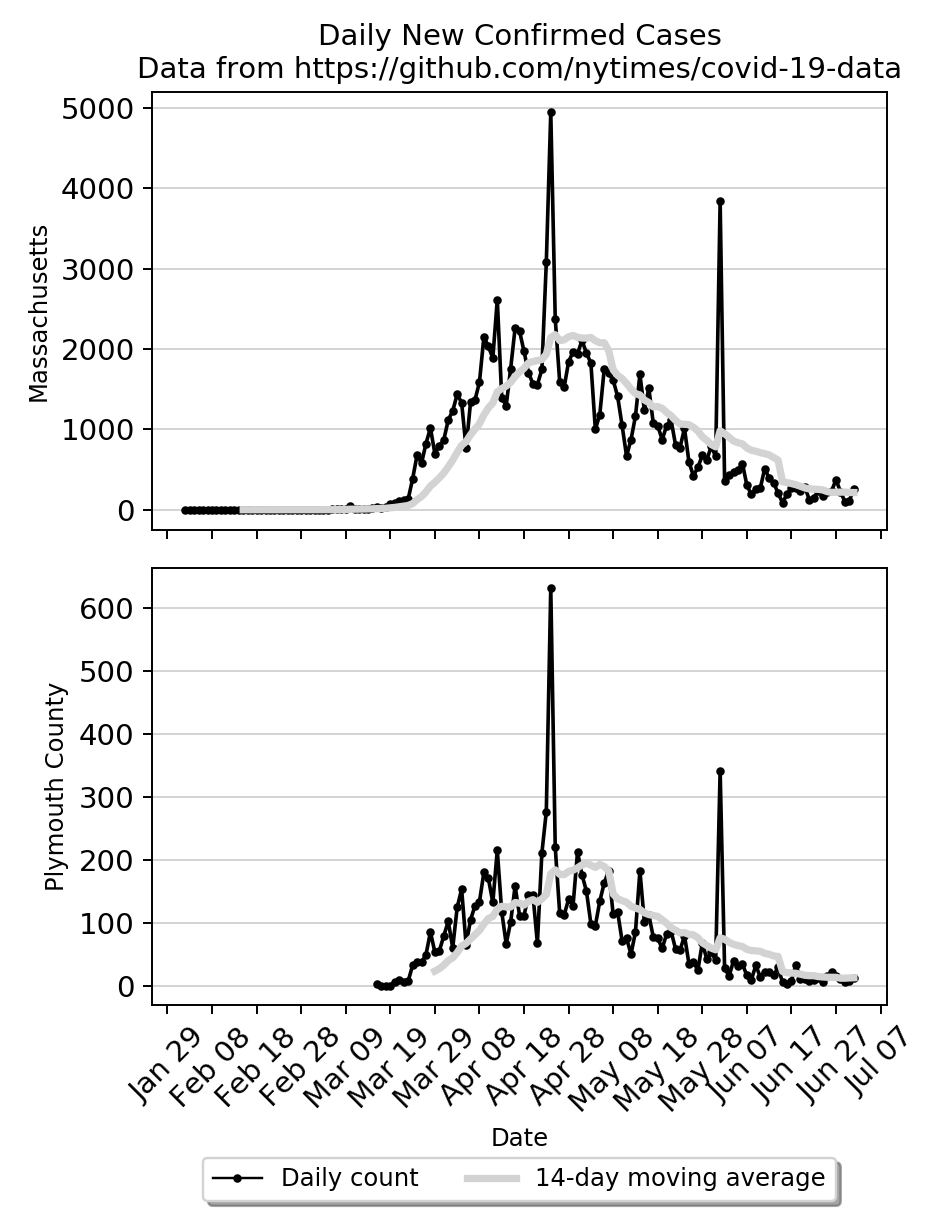 Daily New Confirmed Cases
Data from https://github.com/nytimes/covid-19-data
5000
4000
3000
2000
1000
0
Massachusetts
600
500
400
300
200
100
0
Plymouth County
Jan 29
Feb 08
Feb 18
Feb 28
Mar 09
Mar 19
Mar 29
Apr 08
Apr 18
Apr 28
May 08
May 18
May 28
Jun 07
Jun 17
Jun 27
Jul 07
Date
Daily count
14-day moving average